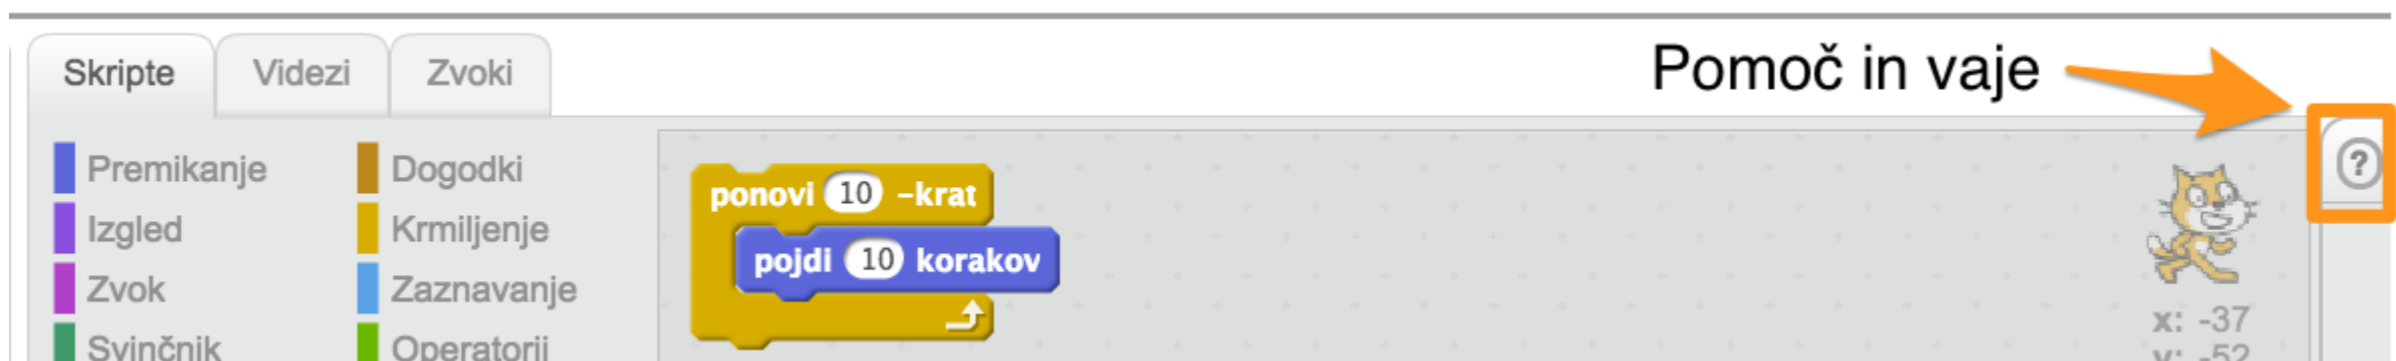 Skripte
Videzi
Zvoki
Pomoč in vaje
?
Premikanje
Dogodki
Izgled
Krmiljenje
Zvok
Zaznavanje
Svinčnik
Operatorji
ponovi 10 -krat
pojdi 10 korakov
x: -37
y: -52